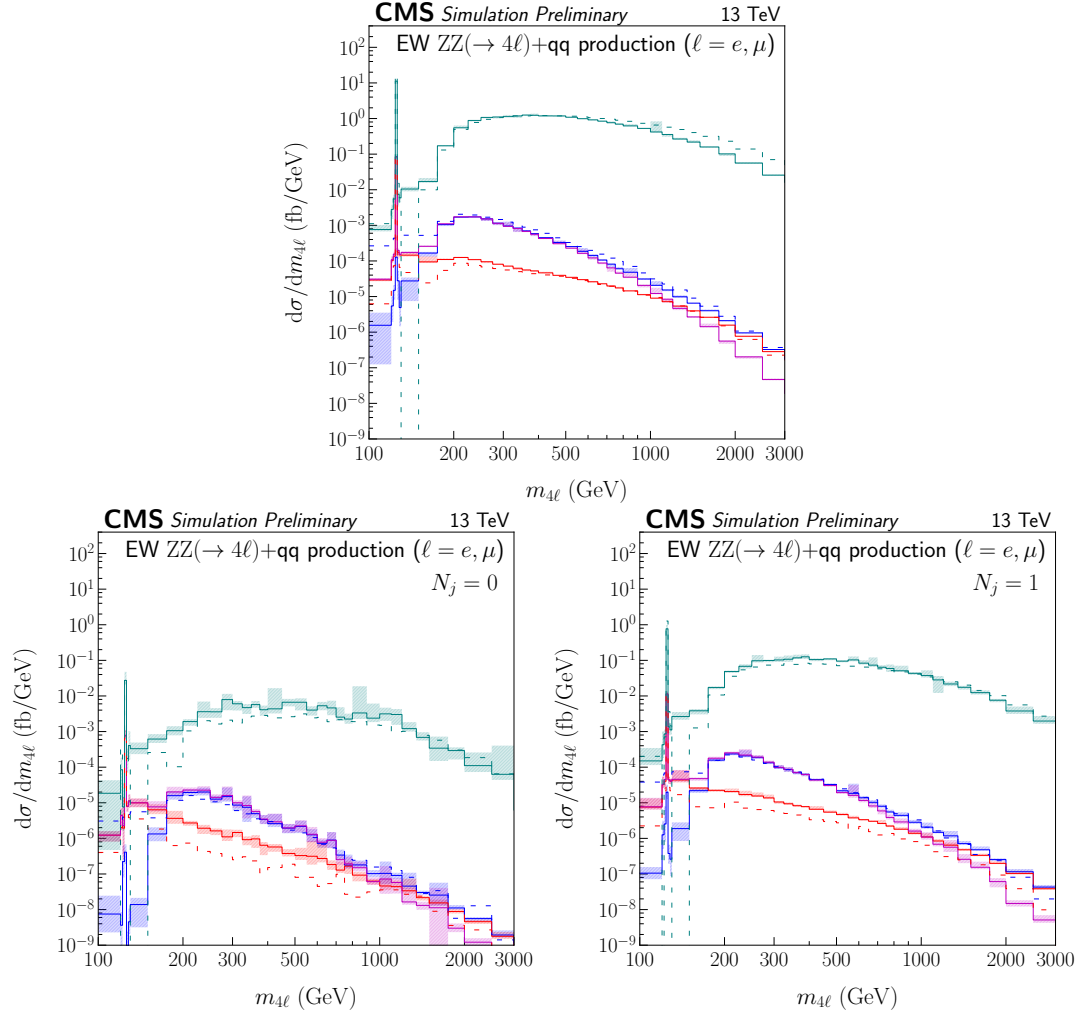 CMS Simulation Preliminary 13 TeV
EW ZZ(→ 4ℓ)+qq production (ℓ = e, μ)
dσ/dm₄ℓ (fb/GeV)
10²
10¹
10⁰
10⁻¹
10⁻²
10⁻³
10⁻⁴
10⁻⁵
10⁻⁶
10⁻⁷
10⁻⁸
10⁻⁹
100 200 300 500 1000 2000 3000
m₄ℓ (GeV)
CMS Simulation Preliminary 13 TeV
EW ZZ(→ 4ℓ)+qq production (ℓ = e, μ)
N_j = 0
dσ/dm₄ℓ (fb/GeV)
10²
10¹
10⁰
10⁻¹
10⁻²
10⁻³
10⁻⁴
10⁻⁵
10⁻⁶
10⁻⁷
10⁻⁸
10⁻⁹
100 200 300 500 1000 2000 3000
m₄ℓ (GeV)
CMS Simulation Preliminary 13 TeV
EW ZZ(→ 4ℓ)+qq production (ℓ = e, μ)
N_j = 1
dσ/dm₄ℓ (fb/GeV)
10²
10¹
10⁰
10⁻¹
10⁻²
10⁻³
10⁻⁴
10⁻⁵
10⁻⁶
10⁻⁷
10⁻⁸
10⁻⁹
100 200 300 500 1000 2000 3000
m₄ℓ (GeV)